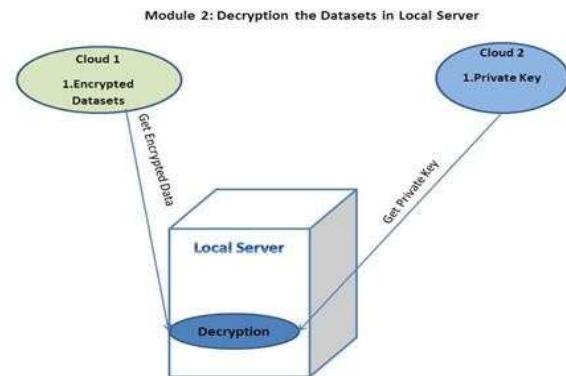 Module 2: Decryption the Datasets in Local Server
Cloud 1
1.Encrypted
Datasets
Cloud 2
1.Private Key
Get Encrypted Data
Get Private Key
Local Server
Decryption